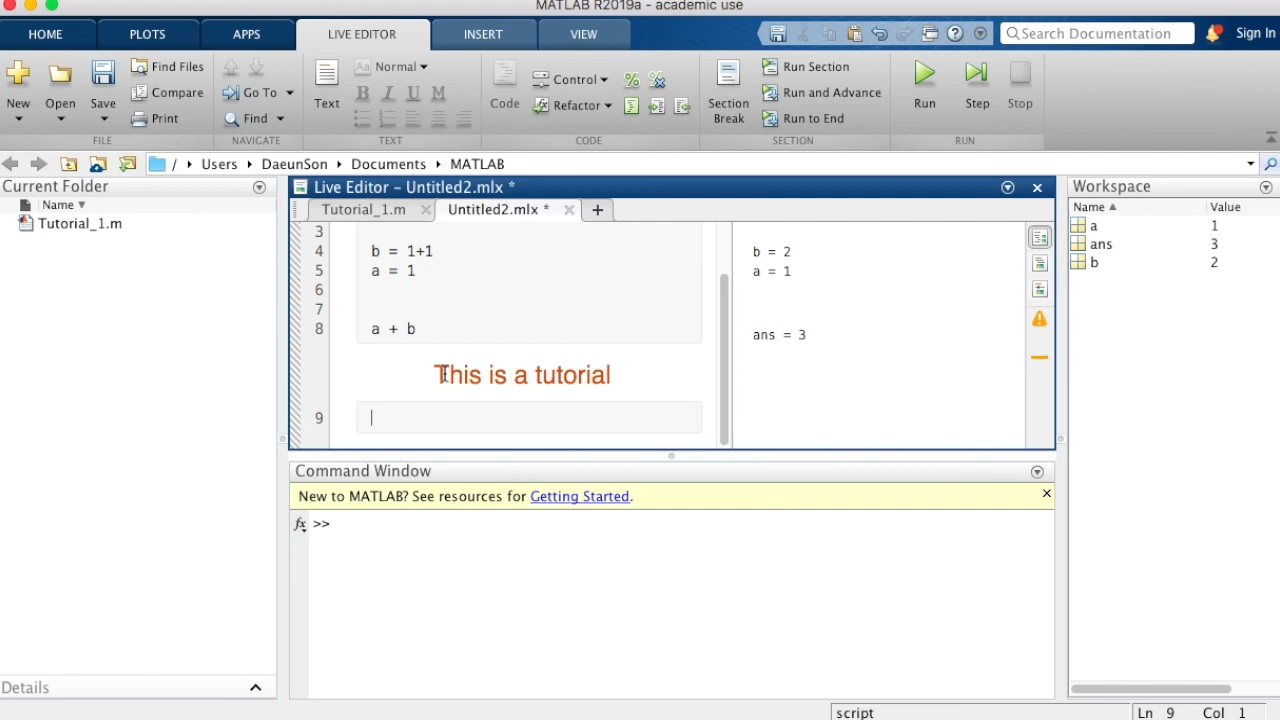 MATLAB R2019a - academic use
HOME PLOTS APPS LIVE EDITOR INSERT VIEW Search Documentation Sign In
New Open Save Find Files Compare Print
FILE
Go To Find
NAVIGATE
Text Aa Normal B I U M
TEXT
Code Control Refactor
CODE
Section Break Run Section Run and Advance Run to End
SECTION
Run Step Stop
RUN
/ Users DaeunSon Documents MATLAB
Current Folder
Name
Tutorial_1.m
Details
Live Editor - Untitled2.mlx *
Tutorial_1.m Untitled2.mlx * +
3
4 b = 1+1
5 a = 1
6
7
8 a + b
This is a tutorial
9
b = 2
a = 1
ans = 3
Command Window
New to MATLAB? See resources for Getting Started.
fx >>
Workspace
Name Value
a 1
ans 3
b 2
script Ln 9 Col 1